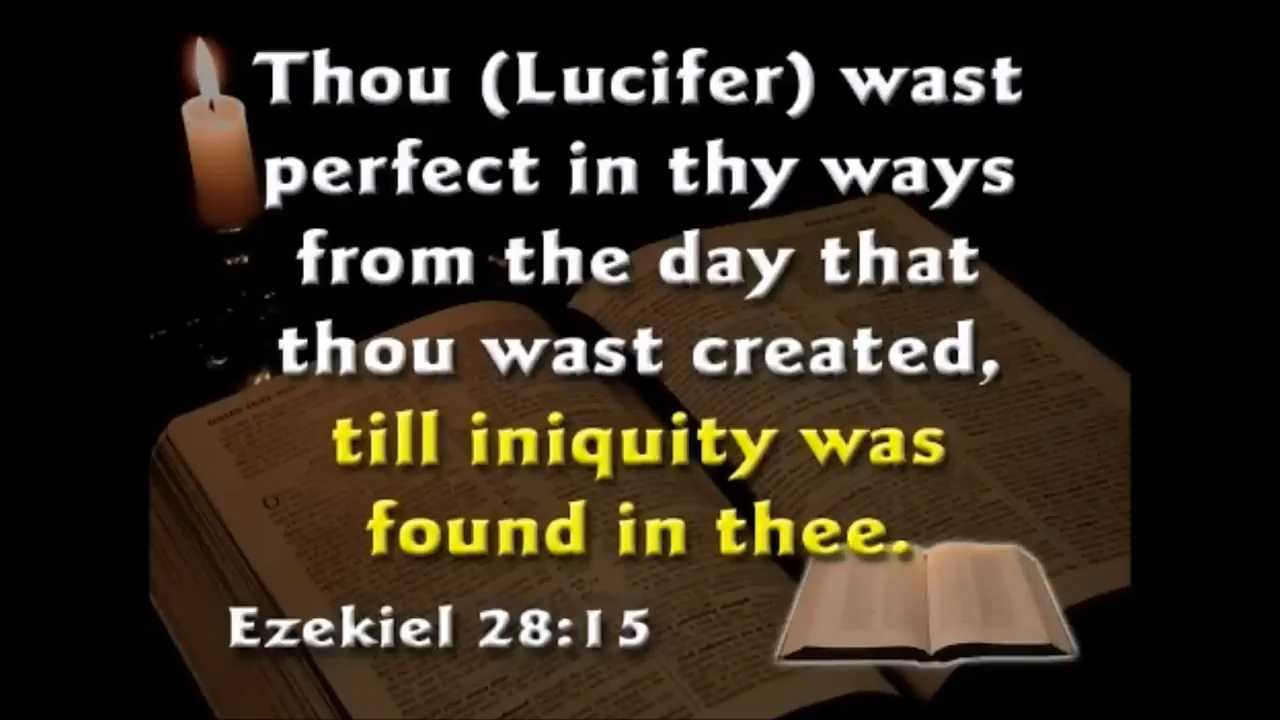 Thou (Lucifer) wast
perfect in thy ways
from the day that
thou wast created,
till iniquity was
found in thee.
Ezekiel 28:15